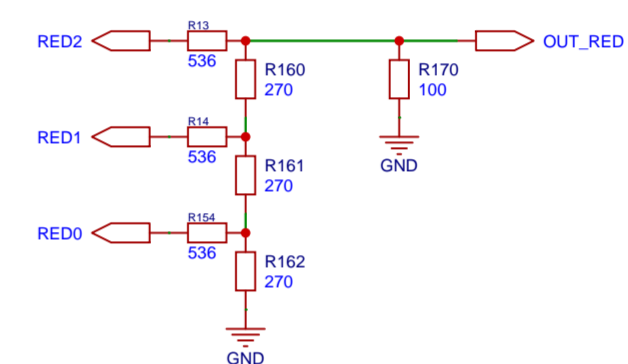 R13
RED2
536
OUT_RED
R160
270
R170
100
R14
RED1
536
GND
R161
270
R154
RED0
536
R162
270
GND